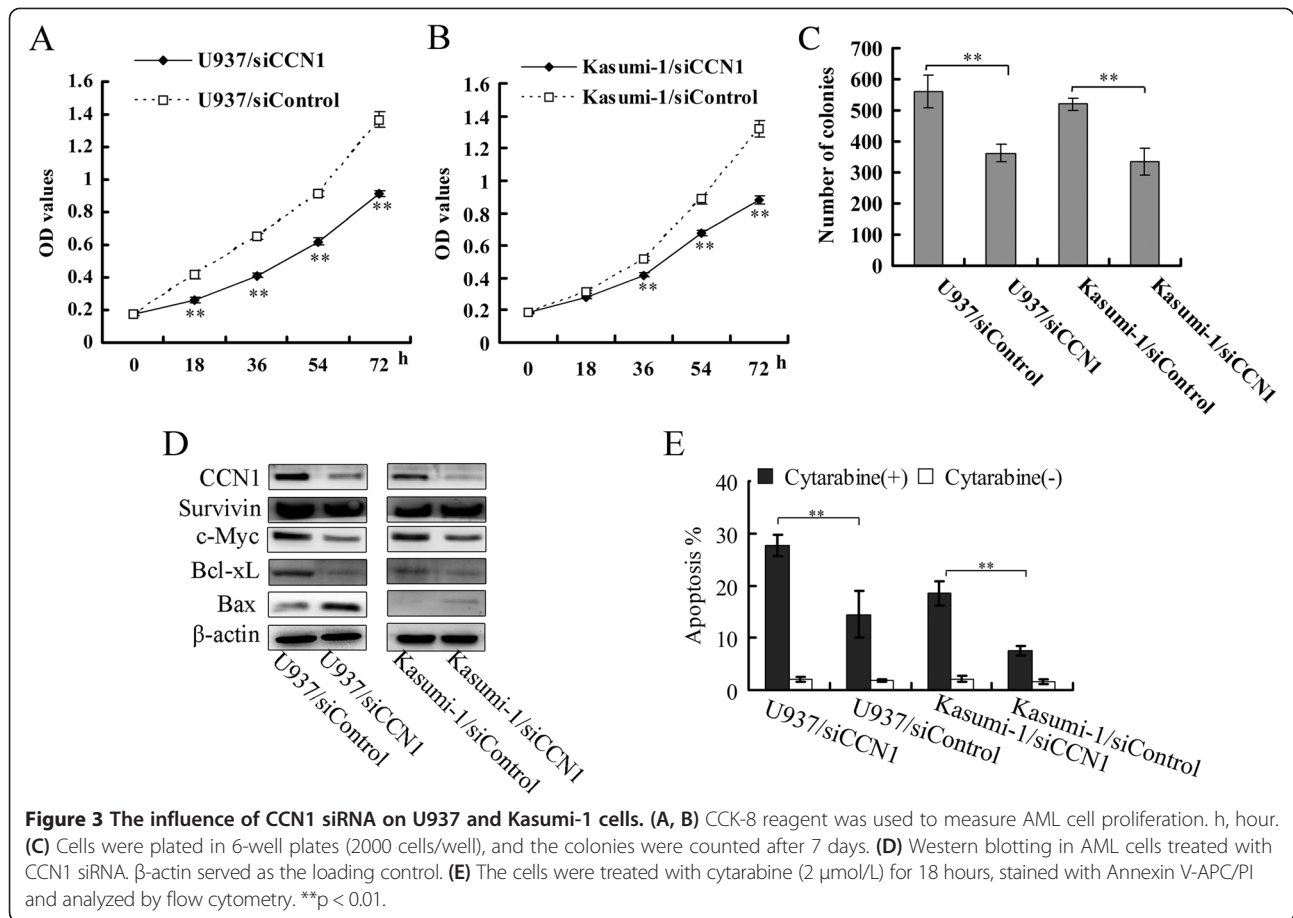 A
U937/siCCN1
U937/siControl
1.6
1.4
1.2
1
0.8
0.6
0.4
0.2
0
OD values
0 18 36 54 72 h
** ** ** **
B
Kasumi-1/siCCN1
Kasumi-1/siControl
1.6
1.4
1.2
1
0.8
0.6
0.4
0.2
0
OD values
0 18 36 54 72 h
** ** **
C
700
600
500
400
300
200
100
0
Number of colonies
** **
U937/siControl
U937/siCCN1
Kasumi-1/siControl
Kasumi-1/siCCN1
D
CCN1
Survivin
c-Myc
Bcl-xL
Bax
β-actin
U937/siControl
U937/siCCN1
Kasumi-1/siControl
Kasumi-1/siCCN1
E
Cytarabine(+) Cytarabine(-)
40
30
20
10
0
Apoptosis %
** **
U937/siCCN1
U937/siControl
Kasumi-1/siCCN1
Kasumi-1/siControl
Figure 3 The influence of CCN1 siRNA on U937 and Kasumi-1 cells. (A, B) CCK-8 reagent was used to measure AML cell proliferation. h, hour.
(C) Cells were plated in 6-well plates (2000 cells/well), and the colonies were counted after 7 days. (D) Western blotting in AML cells treated with
CCN1 siRNA. β-actin served as the loading control. (E) The cells were treated with cytarabine (2 μmol/L) for 18 hours, stained with Annexin V-APC/PI
and analyzed by flow cytometry. **p < 0.01.